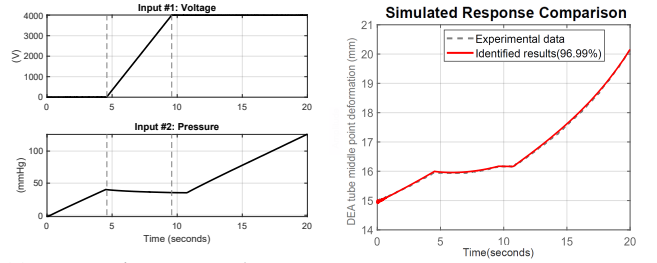 Input #1: Voltage
4000
3000
2000
1000
0
(V)
0 5 10 15 20
Input #2: Pressure
100
50
0
(mmHg)
0 5 10 15 20
Time (seconds)
Simulated Response Comparison
Experimental data
Identified results(96.99%)
21
20
19
18
17
16
15
14
DEA tube middle point deformation (mm)
0 5 10 15 20
Time(seconds)